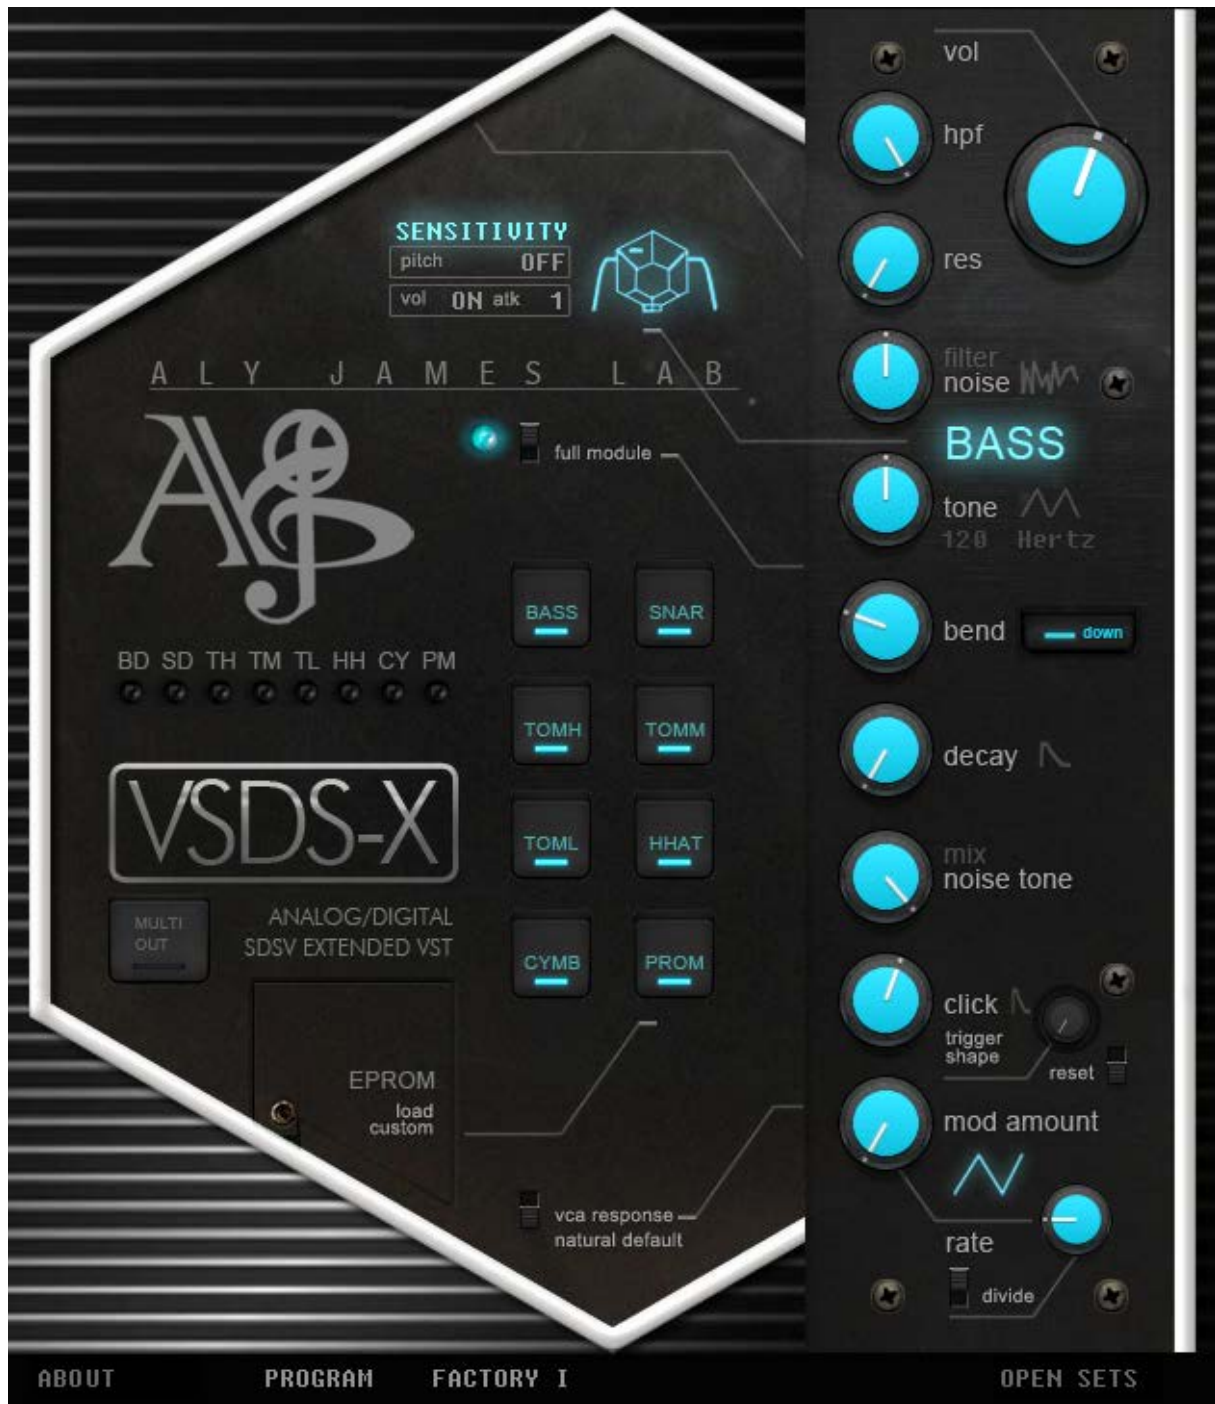 vol
hpf
SENSITIVITY
pitch OFF
vol ON atk 1
res
filter
noise
ALY JAMES LAB
full module
BASS
tone
120 Hertz
BASS SNAR
bend down
BD SD TH TM TL HH CY PM
TOMH TOMM
decay
VSDS-X
TOML HHAT
mix
noise tone
MULTI
OUT
ANALOG/DIGITAL
SDSV EXTENDED VST
CYMB PROM
click
trigger
shape
reset
EPROM
load
custom
mod amount
vca response
natural default
rate
divide
ABOUT PROGRAM FACTORY I OPEN SETS